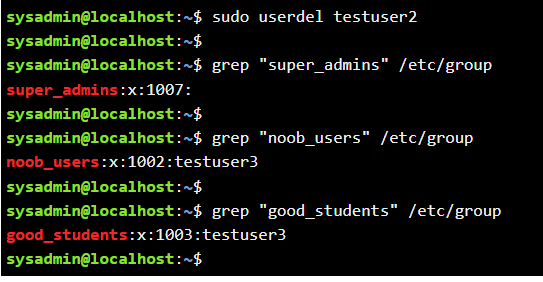 sysadmin@localhost:~$ sudo userdel testuser2
sysadmin@localhost:~$
sysadmin@localhost:~$ grep "super_admins" /etc/group
super_admins:x:1007:
sysadmin@localhost:~$
sysadmin@localhost:~$ grep "noob_users" /etc/group
noob_users:x:1002:testuser3
sysadmin@localhost:~$
sysadmin@localhost:~$ grep "good_students" /etc/group
good_students:x:1003:testuser3
sysadmin@localhost:~$